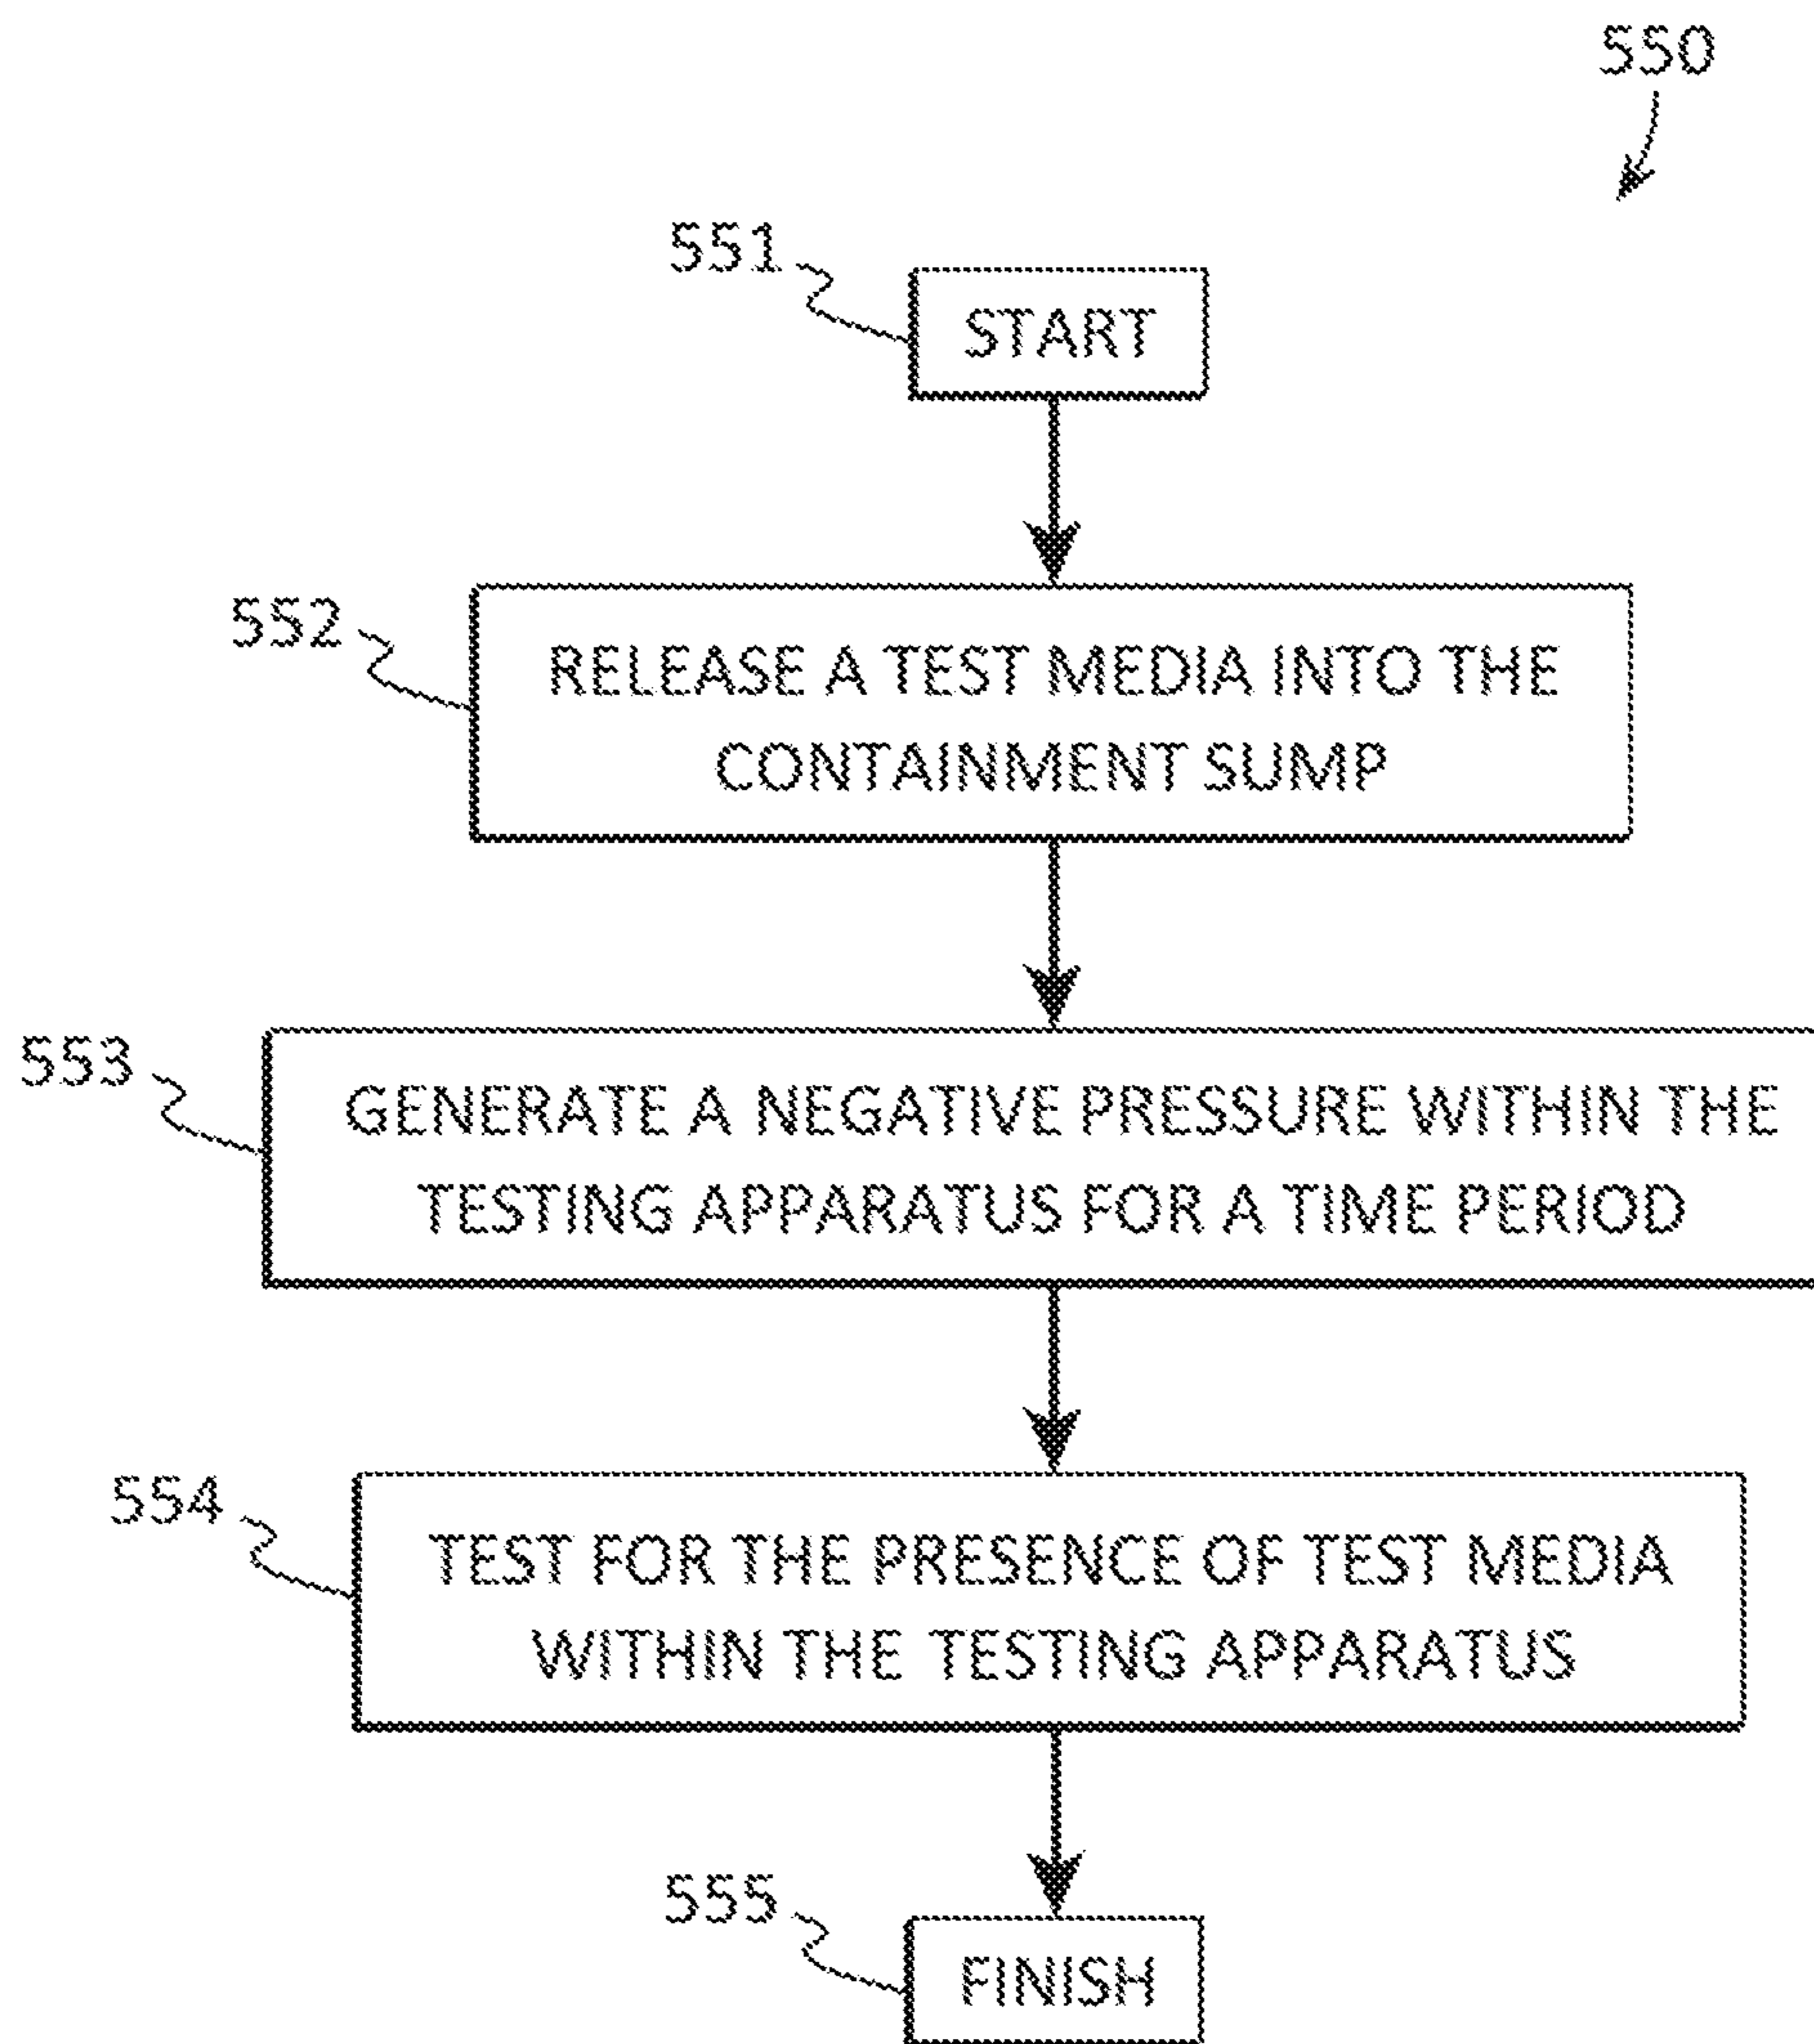 550
551
START
552
RELEASE A TEST MEDIA INTO THE
CONTAINMENT SUMP
553
GENERATE A NEGATIVE PRESSURE WITHIN THE
TESTING APPARATUS FOR A TIME PERIOD
554
TEST FOR THE PRESENCE OF TEST MEDIA
WITHIN THE TESTING APPARATUS
555
FINISH